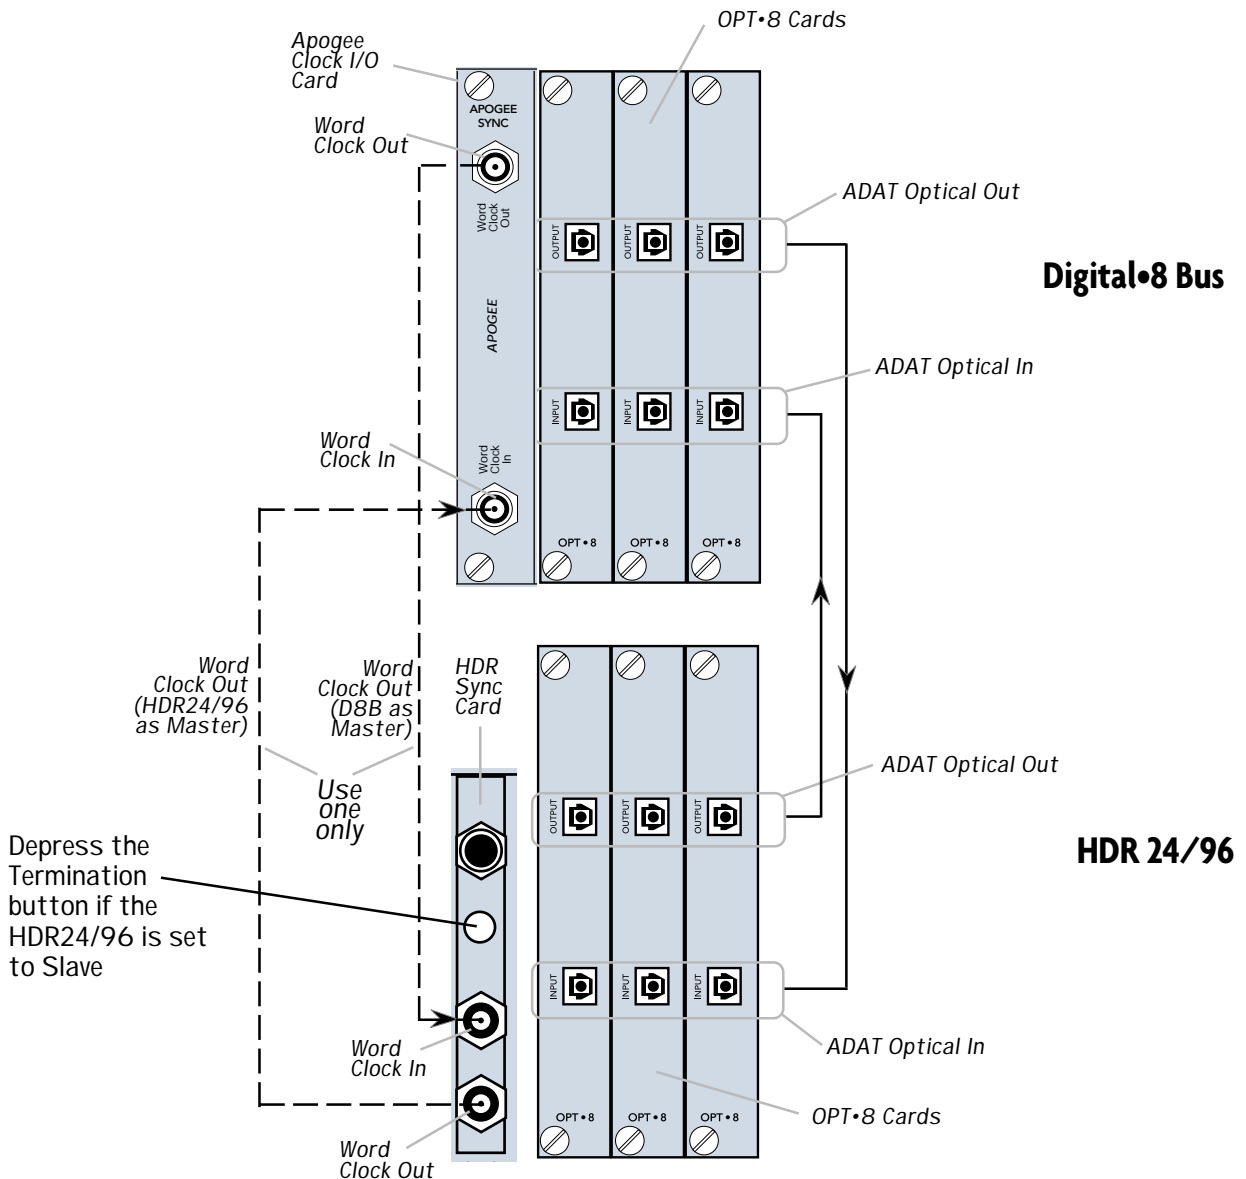 OPT•8 Cards
Apogee
Clock I/O
Card
APOGEE
SYNC
Word
Clock Out
Word
Clock
Out
ADAT Optical Out
OUTPUT
OUTPUT
OUTPUT
Digital•8 Bus
APOGEE
ADAT Optical In
INPUT
INPUT
INPUT
Word
Clock In
Word
Clock
In
OPT•8
OPT•8
OPT•8
Word
Clock Out
(HDR24/96
as Master)
Word
Clock Out
(D8B as
Master)
HDR
Sync
Card
Use
one
only
ADAT Optical Out
OUTPUT
OUTPUT
OUTPUT
HDR 24/96
Depress the
Termination
button if the
HDR24/96 is set
to Slave
INPUT
INPUT
INPUT
Word
Clock In
ADAT Optical In
OPT•8
OPT•8
OPT•8
OPT•8 Cards
Word
Clock Out